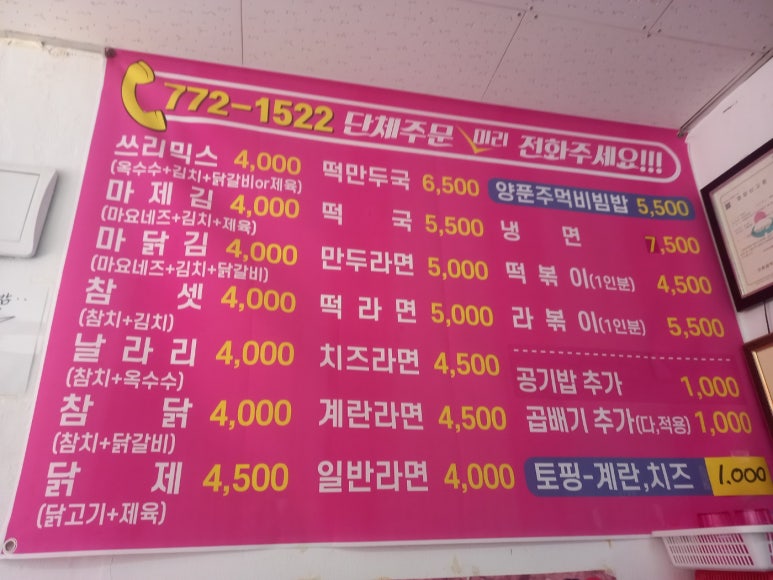 772-1522 단체주문 미리 전화주세요!!!
쓰리믹스 4,000
(옥수수+김치+닭갈비or제육)
마 제 김 4,000
(마요네즈+김치+제육)
마 닭 김 4,000
(마요네즈+김치+닭갈비)
참 셋 4,000
(참치+김치)
날 라 리 4,000
(참치+옥수수)
참 닭 4,000
(참치+닭갈비)
닭 제 4,500
(닭고기+제육)
떡만두국 6,500
떡 국 5,500
만두라면 5,000
떡 라 면 5,000
치즈라면 4,500
계란라면 4,500
일반라면 4,000
양푼주먹비빔밥 5,500
냉 면 7,500
떡 볶 이(1인분) 4,500
라 볶 이(1인분) 5,500
공기밥 추가 1,000
곱배기 추가(다,적용) 1,000
토핑-계란,치즈 1.000